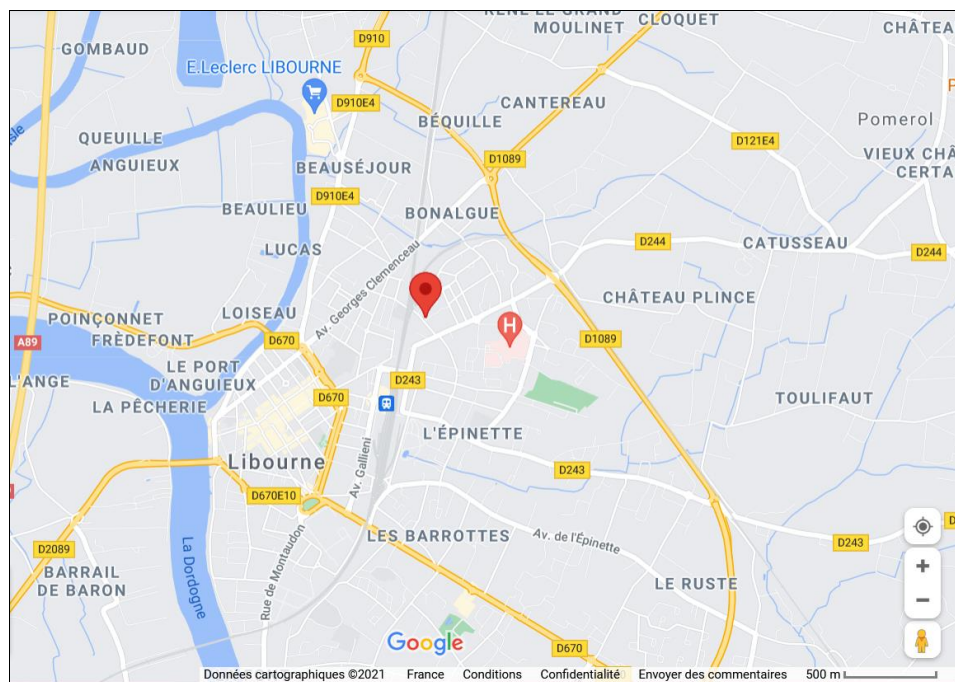 RENÉ LE GRAND
MOULINET
CLOQUET
CHÂTEA
GOMBAUD
D910
E.Leclerc LIBOURNE
D910E4
CANTEREAU
BÉQUILLE
Pomerol
QUEUILLE
ANGUIEUX
D121E4
VIEUX CHÂ
CERTA
D1089
BEAUSÉJOUR
D910E4
BEAULIEU
BONALGUE
LUCAS
D244
CATUSSEAU
D244
Av. Georges Clemenceau
CHÂTEAU PLINCE
POINÇONNET
LOISEAU
FRÈDEFONT
H
A89
D670
D1089
LE PORT
D'ANGUIEUX
L'ANGE
D243
D670
LA PÊCHERIE
TOULIFAUT
L'ÉPINETTE
Libourne
Av. Gallieni
D243
D670E10
D2089
LES BARROTTES
Av. de l'Épinette
D243
La Dordogne
Rue de Montaudon
BARRAIL
DE BARON
LE RUSTE
Google
D670
Données cartographiques ©2021 France Conditions Confidentialité Envoyer des commentaires 500 m